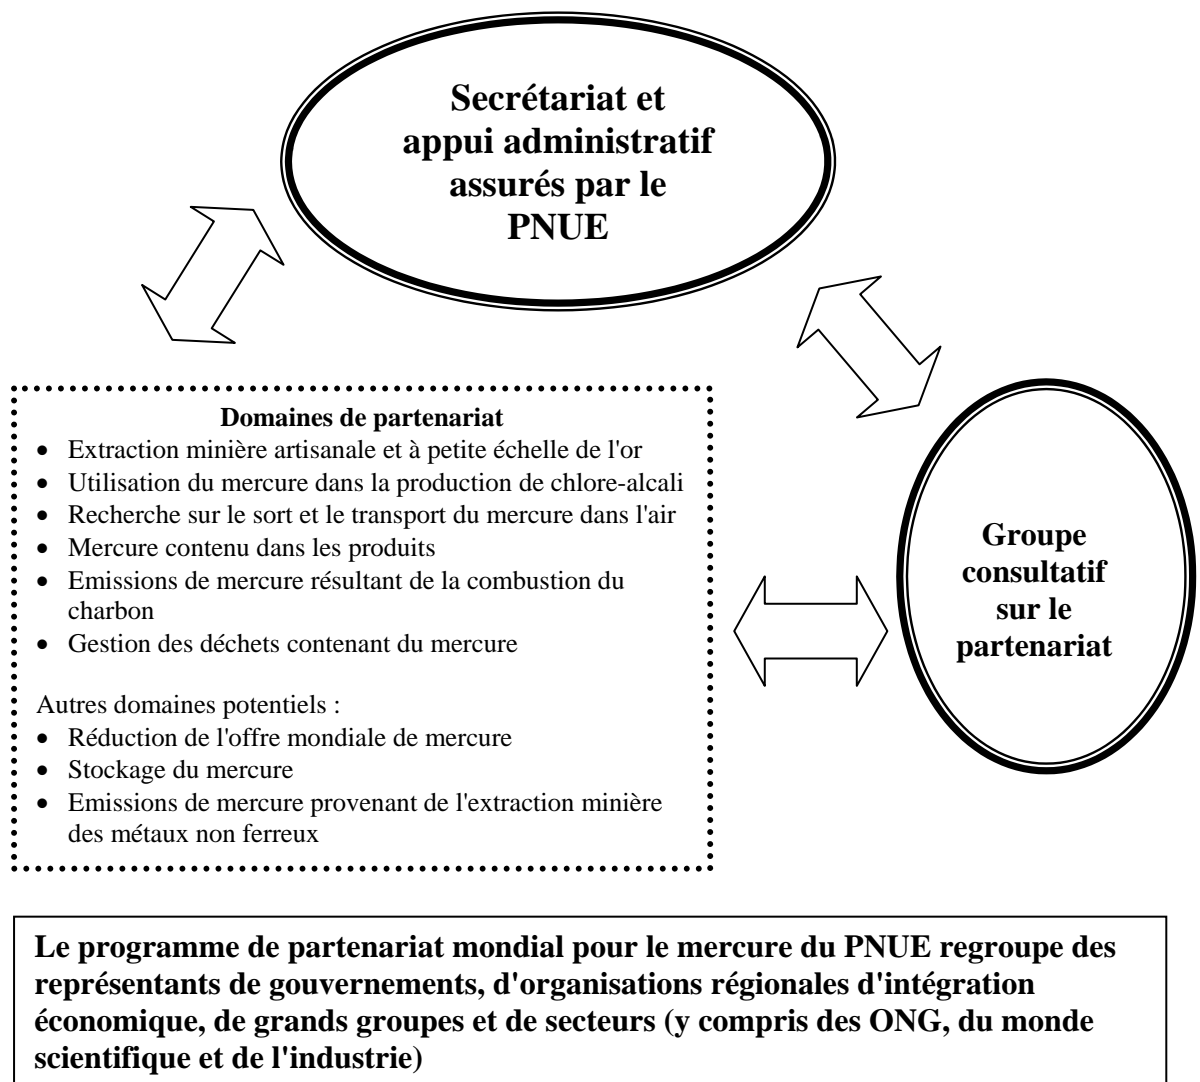 Secrétariat et
appui administratif
assurés par le
PNUE
Domaines de partenariat
• Extraction minière artisanale et à petite échelle de l'or
• Utilisation du mercure dans la production de chlore-alcali
• Recherche sur le sort et le transport du mercure dans l'air
• Mercure contenu dans les produits
• Emissions de mercure résultant de la combustion du
charbon
• Gestion des déchets contenant du mercure
Autres domaines potentiels :
• Réduction de l'offre mondiale de mercure
• Stockage du mercure
• Emissions de mercure provenant de l'extraction minière
des métaux non ferreux
Groupe
consultatif
sur le
partenariat
Le programme de partenariat mondial pour le mercure du PNUE regroupe des
représentants de gouvernements, d'organisations régionales d'intégration
économique, de grands groupes et de secteurs (y compris des ONG, du monde
scientifique et de l'industrie)